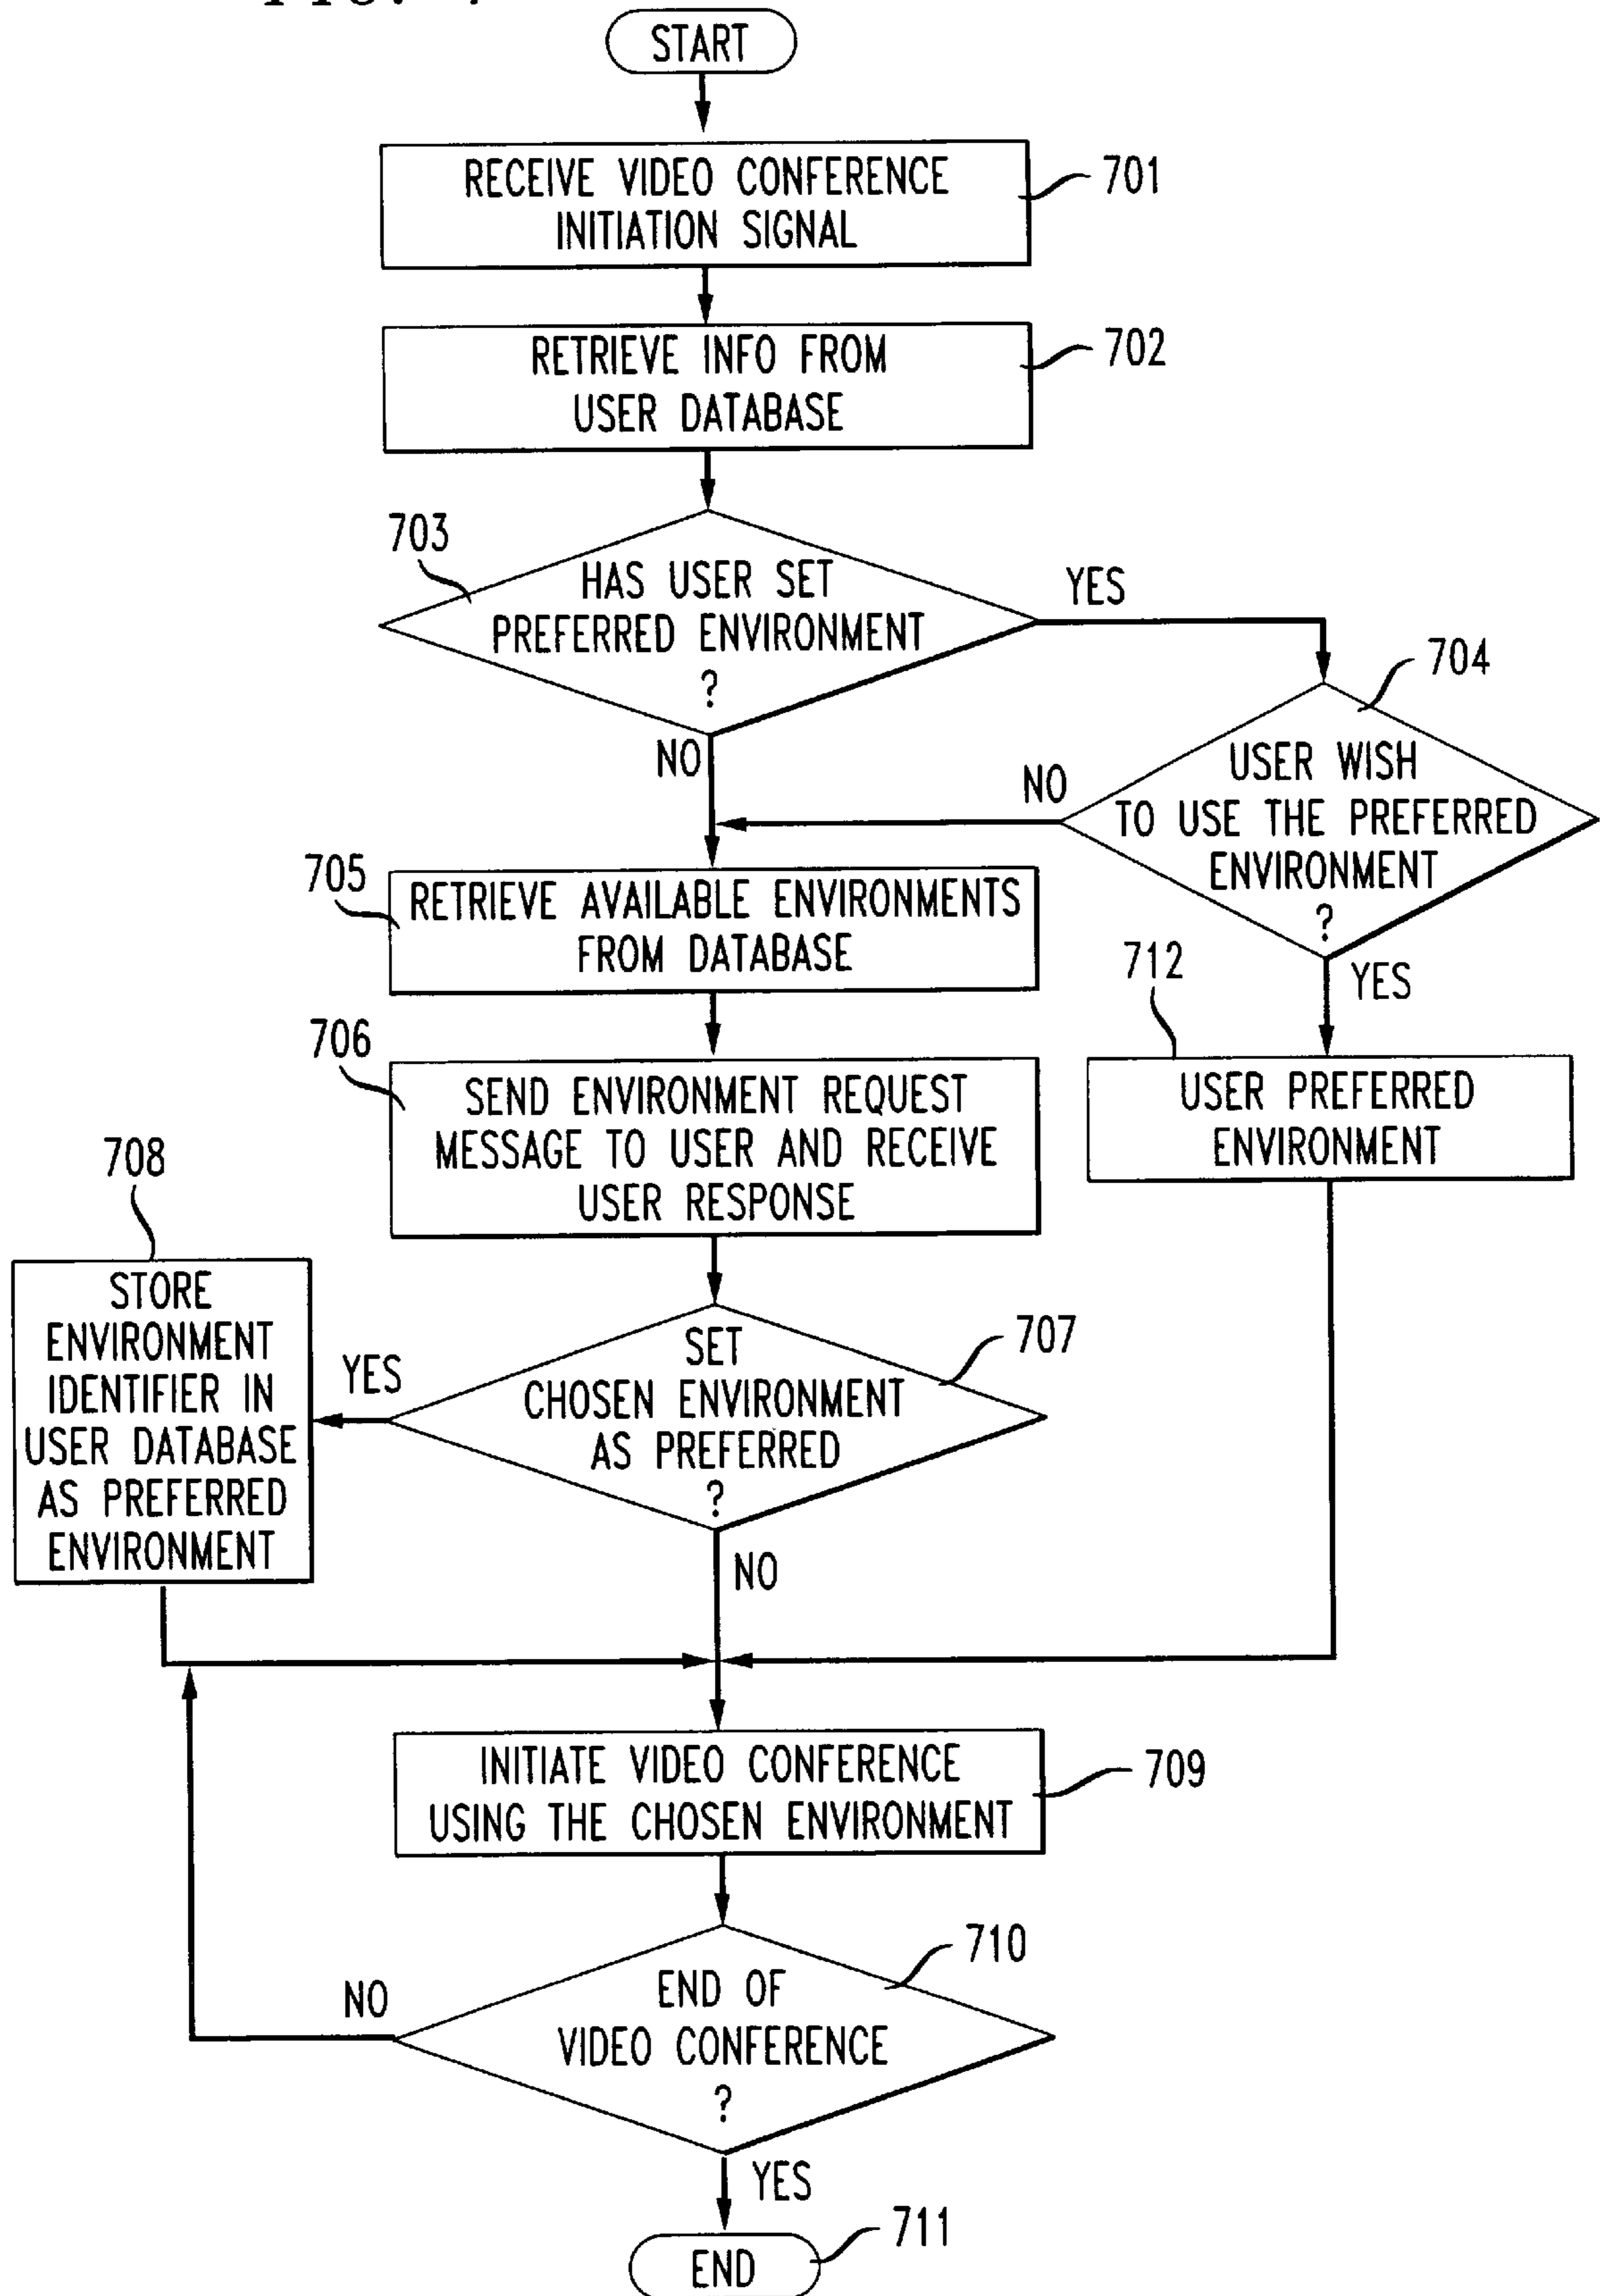 START
RECEIVE VIDEO CONFERENCE
INITIATION SIGNAL
701
RETRIEVE INFO FROM
USER DATABASE
702
703
HAS USER SET
PREFERRED ENVIRONMENT
?
YES
NO
704
USER WISH
TO USE THE PREFERRED
ENVIRONMENT
?
NO
YES
705
RETRIEVE AVAILABLE ENVIRONMENTS
FROM DATABASE
712
USER PREFERRED
ENVIRONMENT
706
SEND ENVIRONMENT REQUEST
MESSAGE TO USER AND RECEIVE
USER RESPONSE
708
STORE
ENVIRONMENT
IDENTIFIER IN
USER DATABASE
AS PREFERRED
ENVIRONMENT
YES
707
SET
CHOSEN ENVIRONMENT
AS PREFERRED
?
NO
INITIATE VIDEO CONFERENCE
USING THE CHOSEN ENVIRONMENT
709
710
END OF
VIDEO CONFERENCE
?
NO
YES
711
END